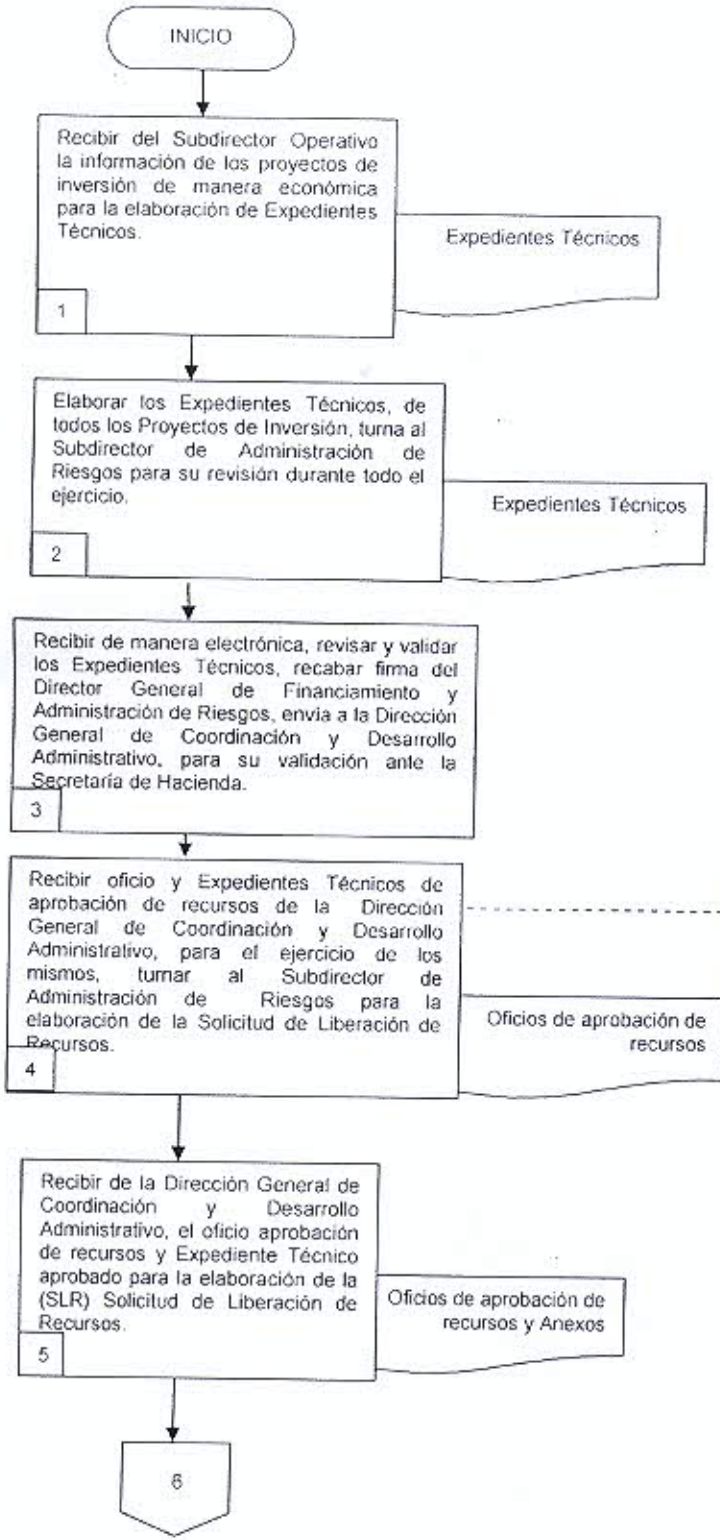 INICIO
Recibir del Subdirector Operativo
la información de los proyectos de
inversión de manera económica
para la elaboración de Expedientes
Técnicos.
Expedientes Técnicos
1
Elaborar los Expedientes Técnicos, de
todos los Proyectos de Inversión, turna al
Subdirector de Administración de
Riesgos para su revisión durante todo el
ejercicio.
Expedientes Técnicos
2
Recibir de manera electrónica, revisar y validar
los Expedientes Técnicos, recabar firma del
Director General de Financiamiento y
Administración de Riesgos, envia a la Dirección
General de Coordinación y Desarrollo
Administrativo, para su validación ante la
Secretaría de Hacienda.
3
Recibir oficio y Expedientes Técnicos de
aprobación de recursos de la Dirección
General de Coordinación y Desarrollo
Administrativo, para el ejercicio de los
mismos, turnar al Subdirector de
Administración de Riesgos para la
elaboración de la Solicitud de Liberación de
Recursos.
Oficios de aprobación de
recursos
4
Recibir de la Dirección General de
Coordinación y Desarrollo
Administrativo, el oficio aprobación
de recursos y Expediente Técnico
aprobado para la elaboración de la
(SLR) Solicitud de Liberación de
Recursos.
Oficios de aprobación de
recursos y Anexos
5
6